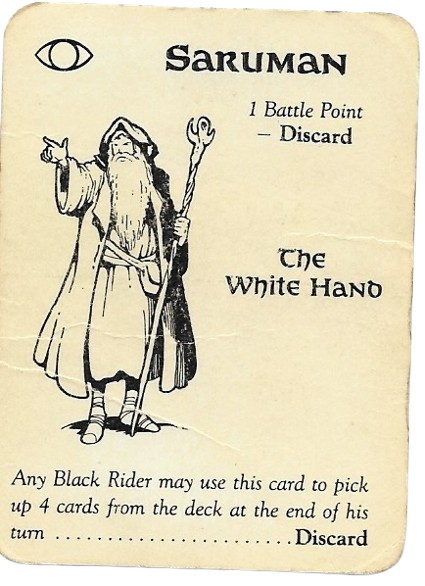 Saruman
1 Battle Point
– Discard
The
White Hand
Any Black Rider may use this card to pick
up 4 cards from the deck at the end of his
turn ........................Discard